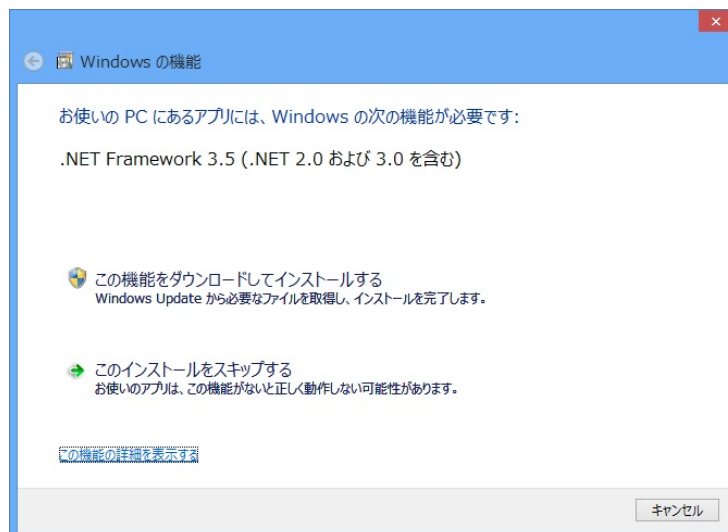 Windows の機能
お使いの PC にあるアプリには、Windows の次の機能が必要です:
.NET Framework 3.5 (.NET 2.0 および 3.0 を含む)
この機能をダウンロードしてインストールする
Windows Update から必要なファイルを取得し、インストールを完了します。
このインストールをスキップする
お使いのアプリは、この機能がないと正しく動作しない可能性があります。
この機能の詳細を表示する
キャンセル